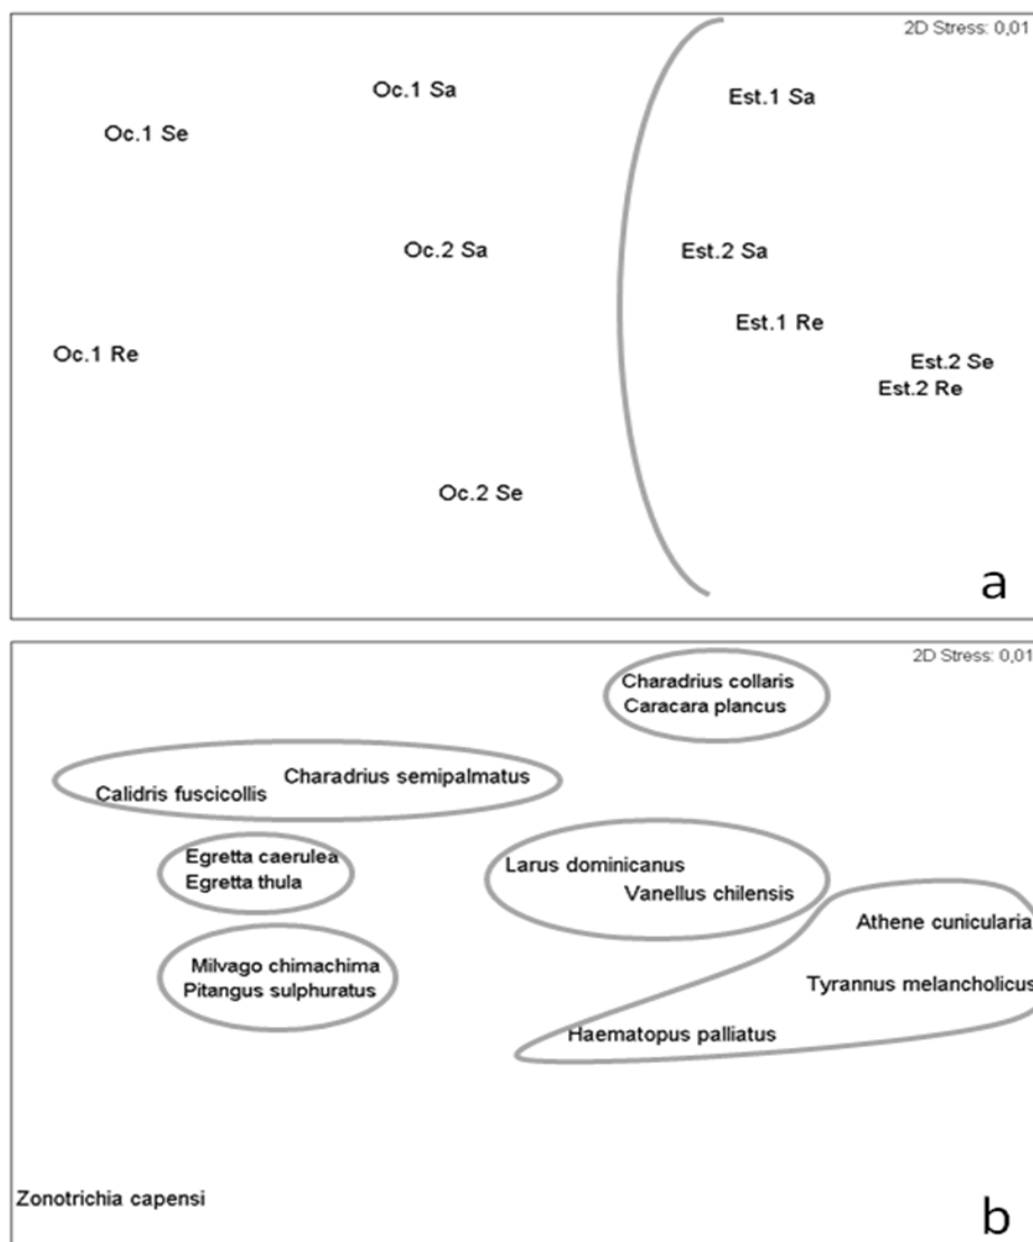 2D Stress: 0,01
Oc.1 Sa
Est.1 Sa
Oc.1 Se
Oc.2 Sa
Est.2 Sa
Est.1 Re
Oc.1 Re
Est.2 Se
Est.2 Re
Oc.2 Se
a
2D Stress: 0,01
Charadrius collaris
Caracara plancus
Charadrius semipalmatus
Calidris fuscicollis
Egretta caerulea
Egretta thula
Larus dominicanus
Vanellus chilensis
Athene cunicularia
Milvago chimachima
Pitangus sulphuratus
Tyrannus melancholicus
Haematopus palliatus
Zonotrichia capensi
b